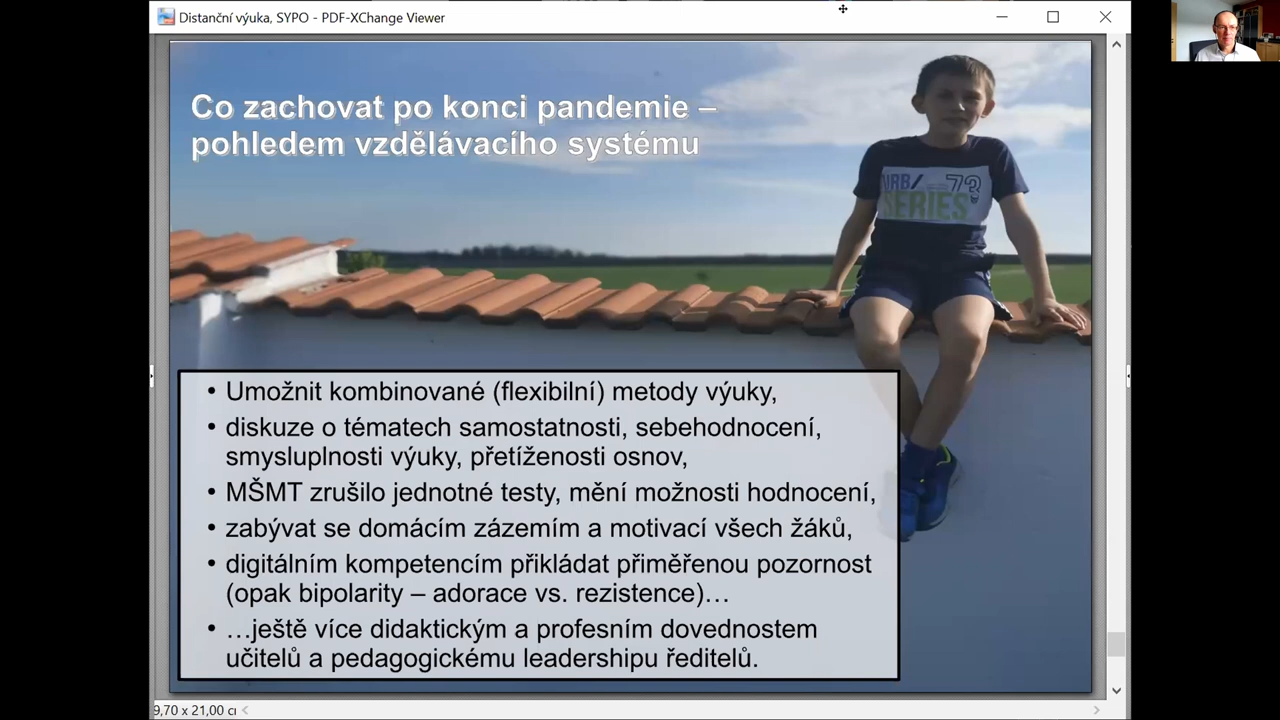 Distanční výuka, SYPO - PDF-XChange Viewer
Co zachovat po konci pandemie –
pohledem vzdělávacího systému
NRB/ 73
SERIES
• Umožnit kombinované (flexibilní) metody výuky,
• diskuze o tématech samostatnosti, sebehodnocení,
smysluplnosti výuky, přetíženosti osnov,
• MŠMT zrušilo jednotné testy, mění možnosti hodnocení,
• zabývat se domácím zázemím a motivací všech žáků,
• digitálním kompetencím přikládat přiměřenou pozornost
(opak bipolarity – adorace vs. rezistence)…
• …ještě více didaktickým a profesním dovednostem
učitelů a pedagogickému leadershipu ředitelů.
9,70 x 21,00 cı